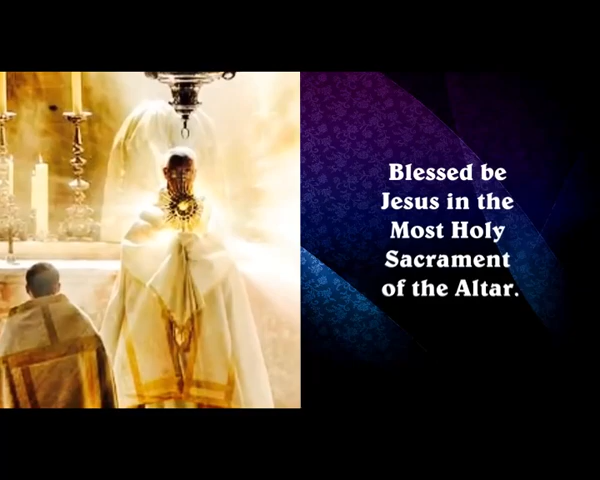 Blessed be
Jesus in the
Most Holy
Sacrament
of the Altar.